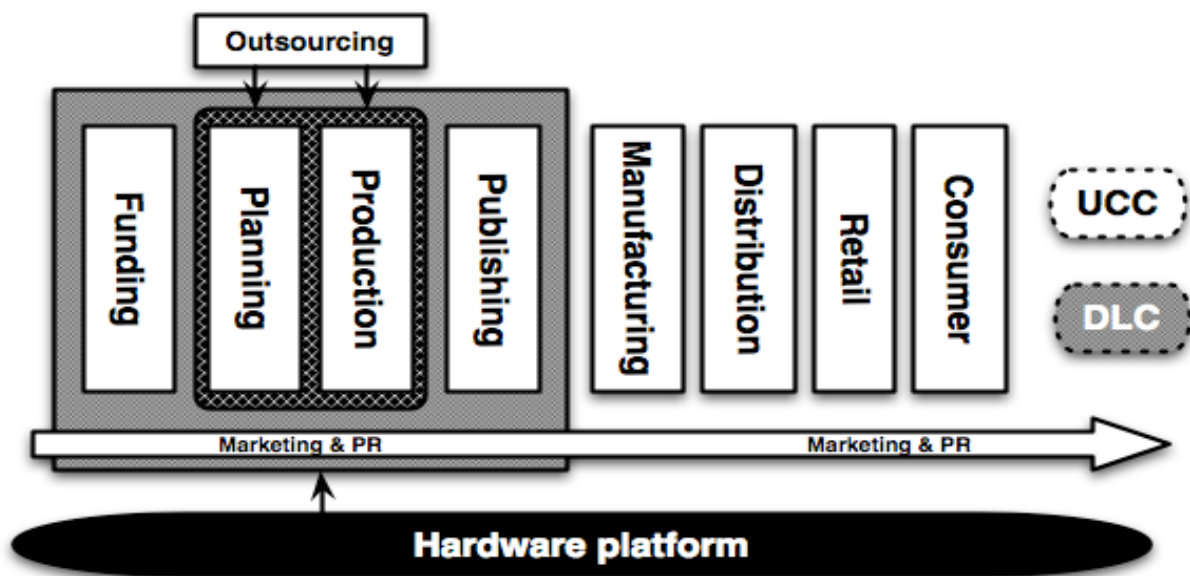 Outsourcing
Funding
Planning
Production
Publishing
Manufacturing
Distribution
Retail
Consumer
UCC
DLC
Marketing & PR
Marketing & PR
Hardware platform